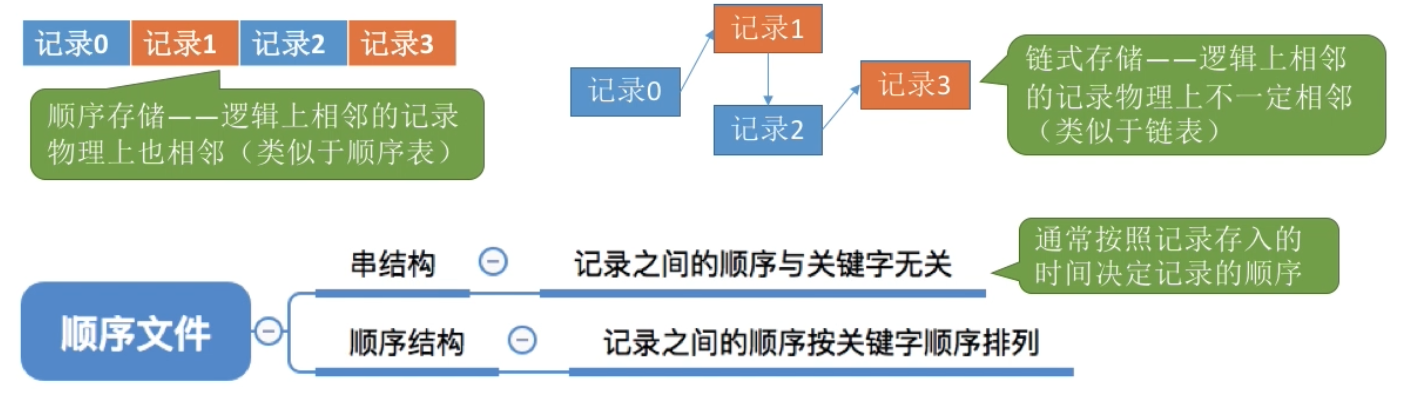 记录0 记录1 记录2 记录3
顺序存储——逻辑上相邻的记录
物理上也相邻（类似于顺序表）
记录0
记录1
记录2
记录3
链式存储——逻辑上相邻
的记录物理上不一定相邻
（类似于链表）
顺序文件
串结构
记录之间的顺序与关键字无关
通常按照记录存入的
时间决定记录的顺序
顺序结构
记录之间的顺序按关键字顺序排列